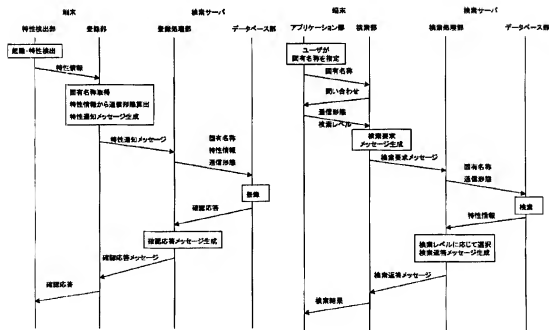 端末
検索サーバ
特性検出部
登録部
登録処理部
データベース部
起動・特性検出
特性情報
固有名称取得
特性情報から通信形態算出
特性通知メッセージ生成
特性通知メッセージ
固有名称
特性情報
通信形態
登録
確認応答
確認応答メッセージ生成
確認応答メッセージ
確認応答
端末
検索サーバ
アプリケーション部
検索部
検索処理部
データベース部
ユーザが
固有名称を指定
固有名称
問い合わせ
通信形態
検索レベル
検索要求
メッセージ生成
検索要求メッセージ
固有名称
通信形態
検索
特性情報
検索レベルに応じて選択
検索返答メッセージ生成
検索返答メッセージ
検索結果